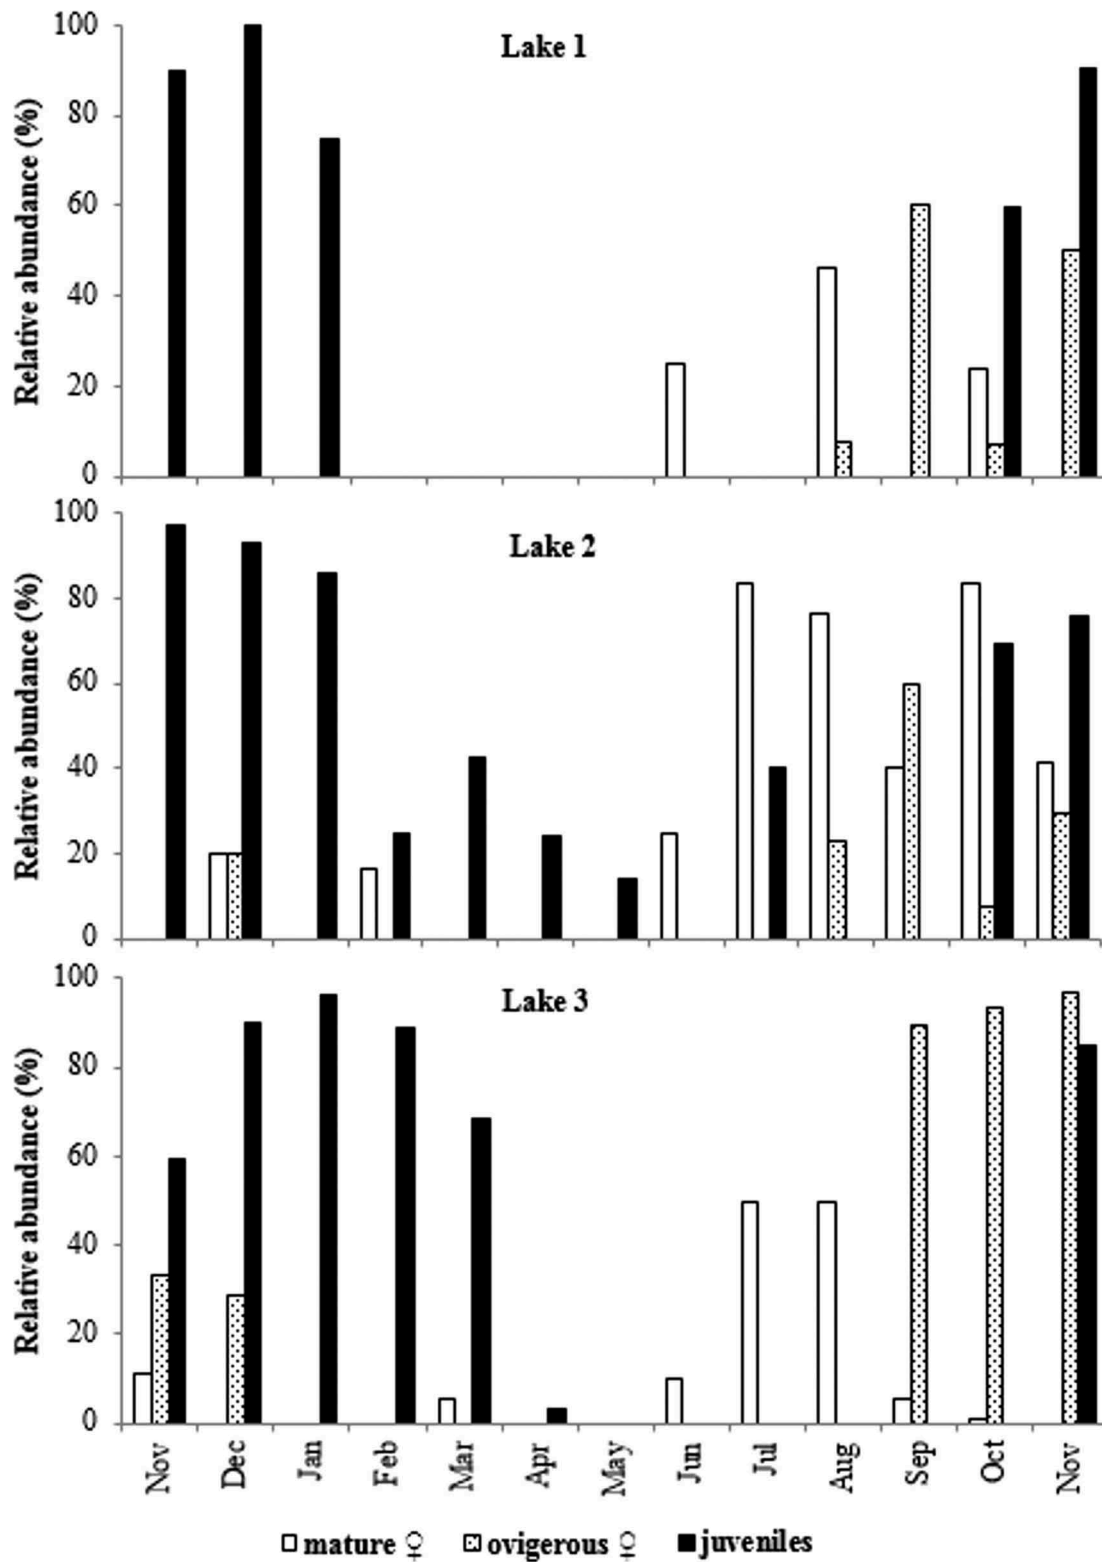 Lake 1
Relative abundance (%)
100
80
60
40
20
0
Lake 2
Relative abundance (%)
100
80
60
40
20
0
Lake 3
Relative abundance (%)
100
80
60
40
20
0
Nov Dec Jan Feb Mar Apr May Jun Jul Aug Sep Oct Nov
mature ♀ ovigerous ♀ juveniles